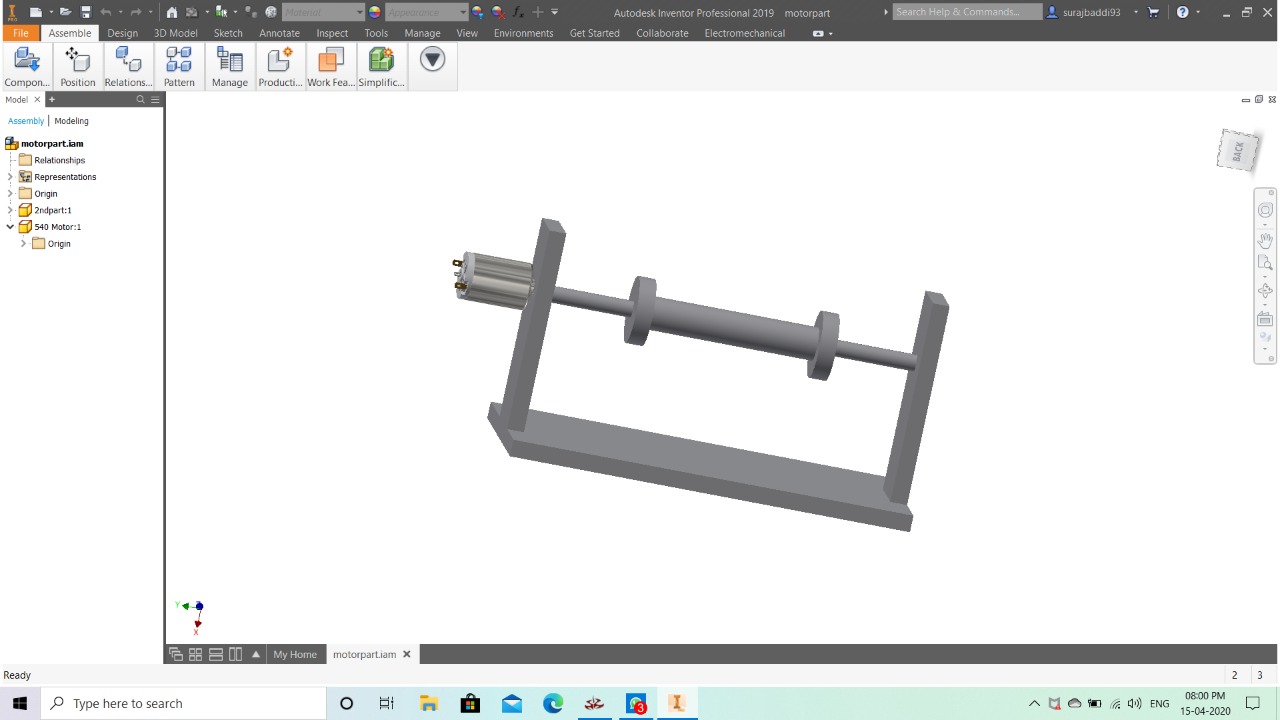 PRO
Material
Appearance
Autodesk Inventor Professional 2019 motorpart
Search Help & Commands...
surajbaddi93
File Assemble Design 3D Model Sketch Annotate Inspect Tools Manage View Environments Get Started Collaborate Electromechanical
Compon... Position Relations... Pattern Manage Producti... Work Fea... Simplific...
Model
Assembly | Modeling
motorpart.iam
Relationships
Representations
Origin
2ndpart:1
540 Motor:1
Origin
BACK
Y
Z
X
My Home motorpart.iam
Ready 2 3
Type here to search
3
ENG
08:00 PM
15-04-2020